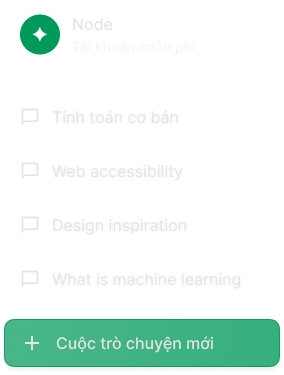 Node
Tài khoản miễn phí
Tính toán cơ bản
Web accessibility
Design inspiration
What is machine learning
Cuộc trò chuyện mới